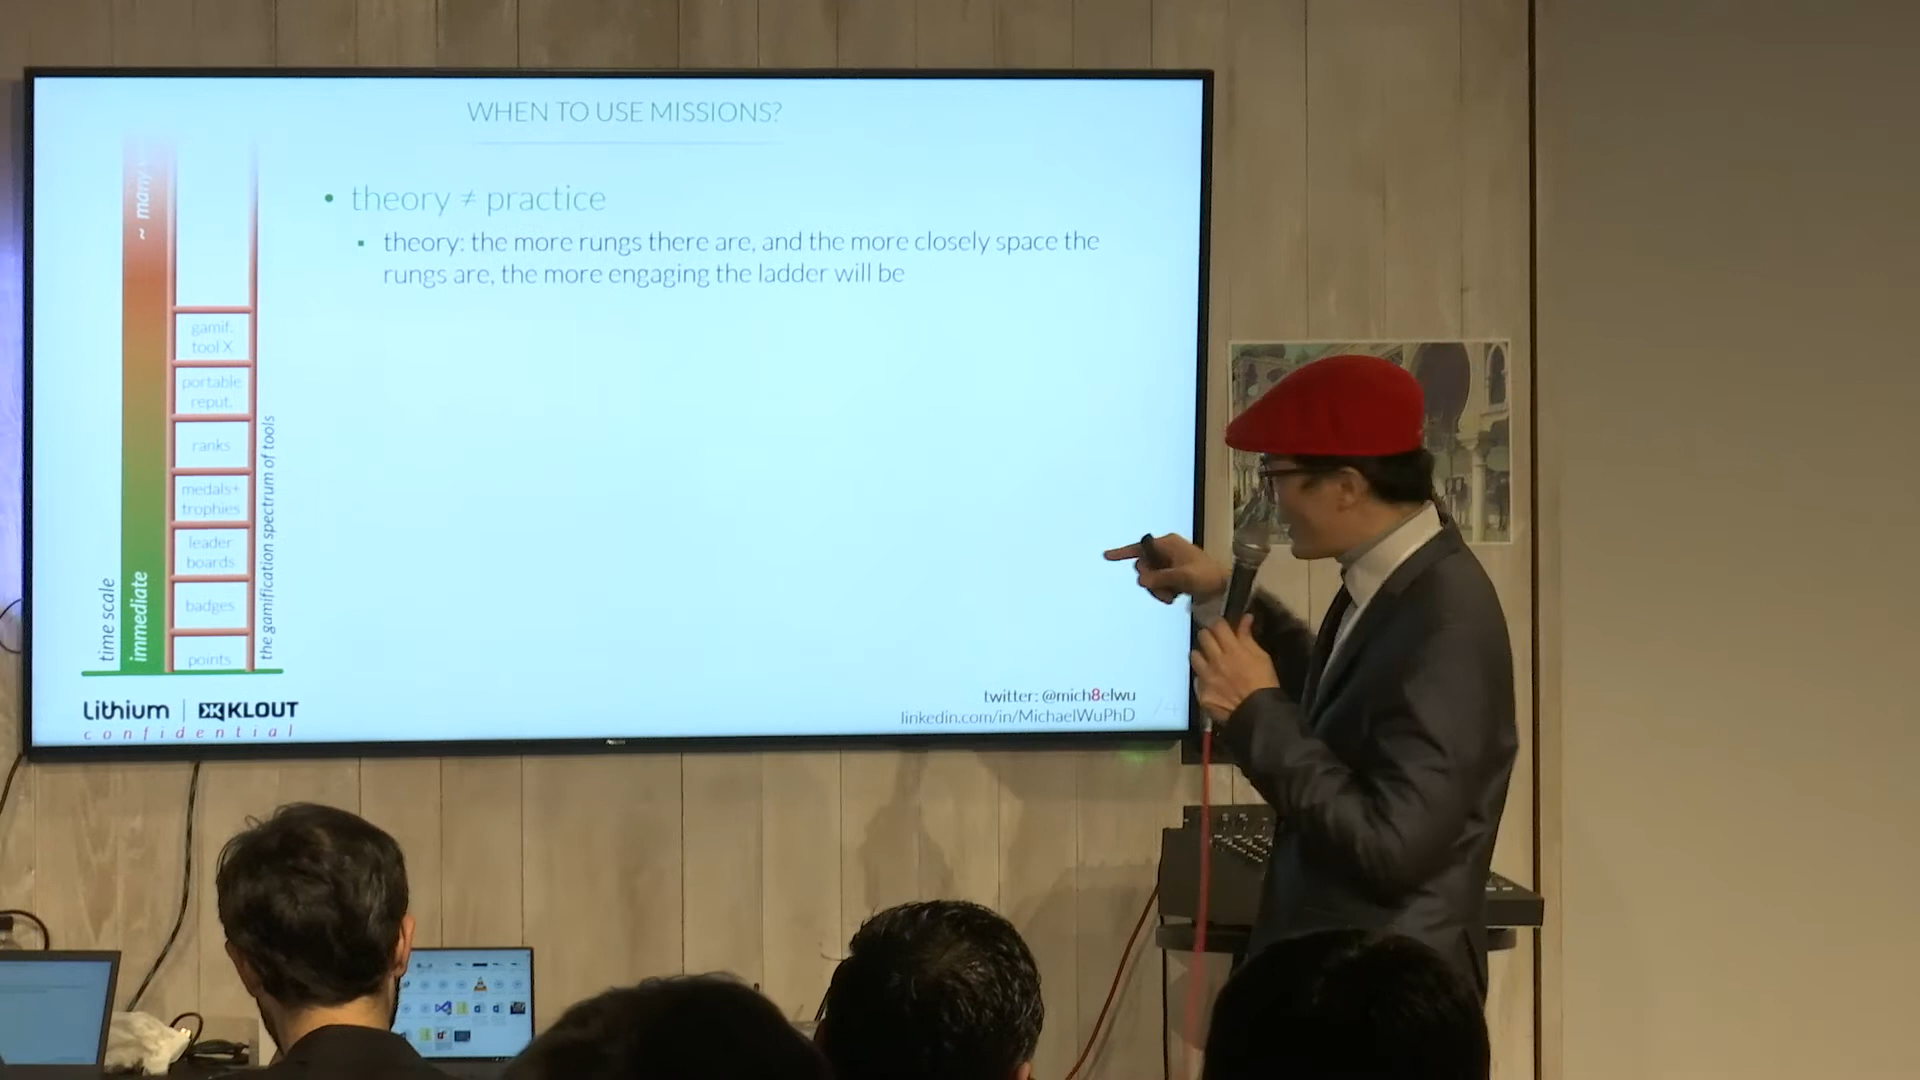 WHEN TO USE MISSIONS?
• theory ≠ practice
▪ theory: the more rungs there are, and the more closely space the
rungs are, the more engaging the ladder will be
~ many
immediate
time scale
gamif.
tool X
portable
reput.
ranks
medals+
trophies
leader
boards
badges
points
the gamification spectrum of tools
Lithium | KLOUT
confidential
twitter: @mich8elwu
linkedin.com/in/MichaelWuPhD